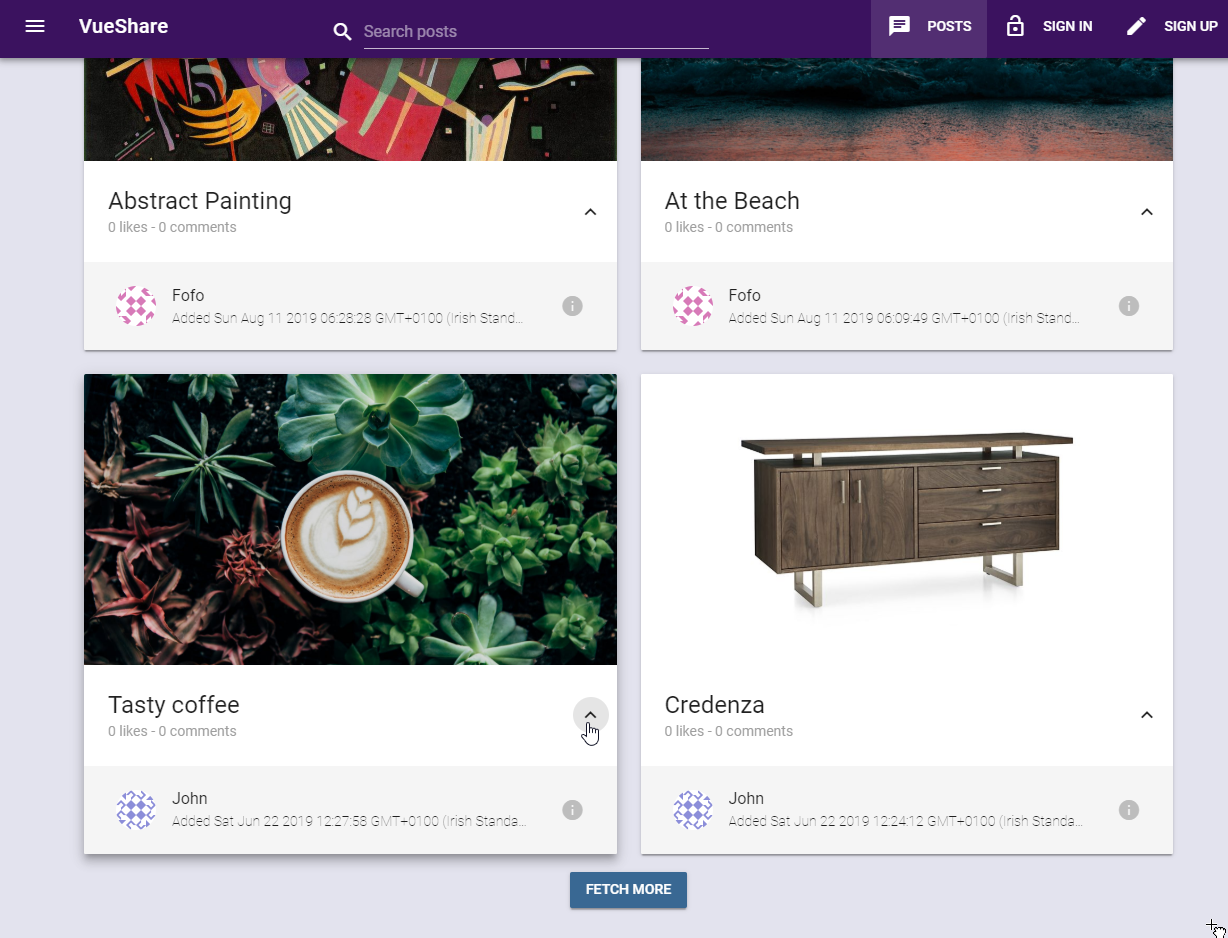 VueShare
Search posts
POSTS
SIGN IN
SIGN UP
Abstract Painting
0 likes - 0 comments
Fofo
Added Sun Aug 11 2019 06:28:28 GMT+0100 (Irish Stand...
At the Beach
0 likes - 0 comments
Fofo
Added Sun Aug 11 2019 06:09:49 GMT+0100 (Irish Stand...
Tasty coffee
0 likes - 0 comments
John
Added Sat Jun 22 2019 12:27:58 GMT+0100 (Irish Standa...
Credenza
0 likes - 0 comments
John
Added Sat Jun 22 2019 12:24:12 GMT+0100 (Irish Standa...
FETCH MORE